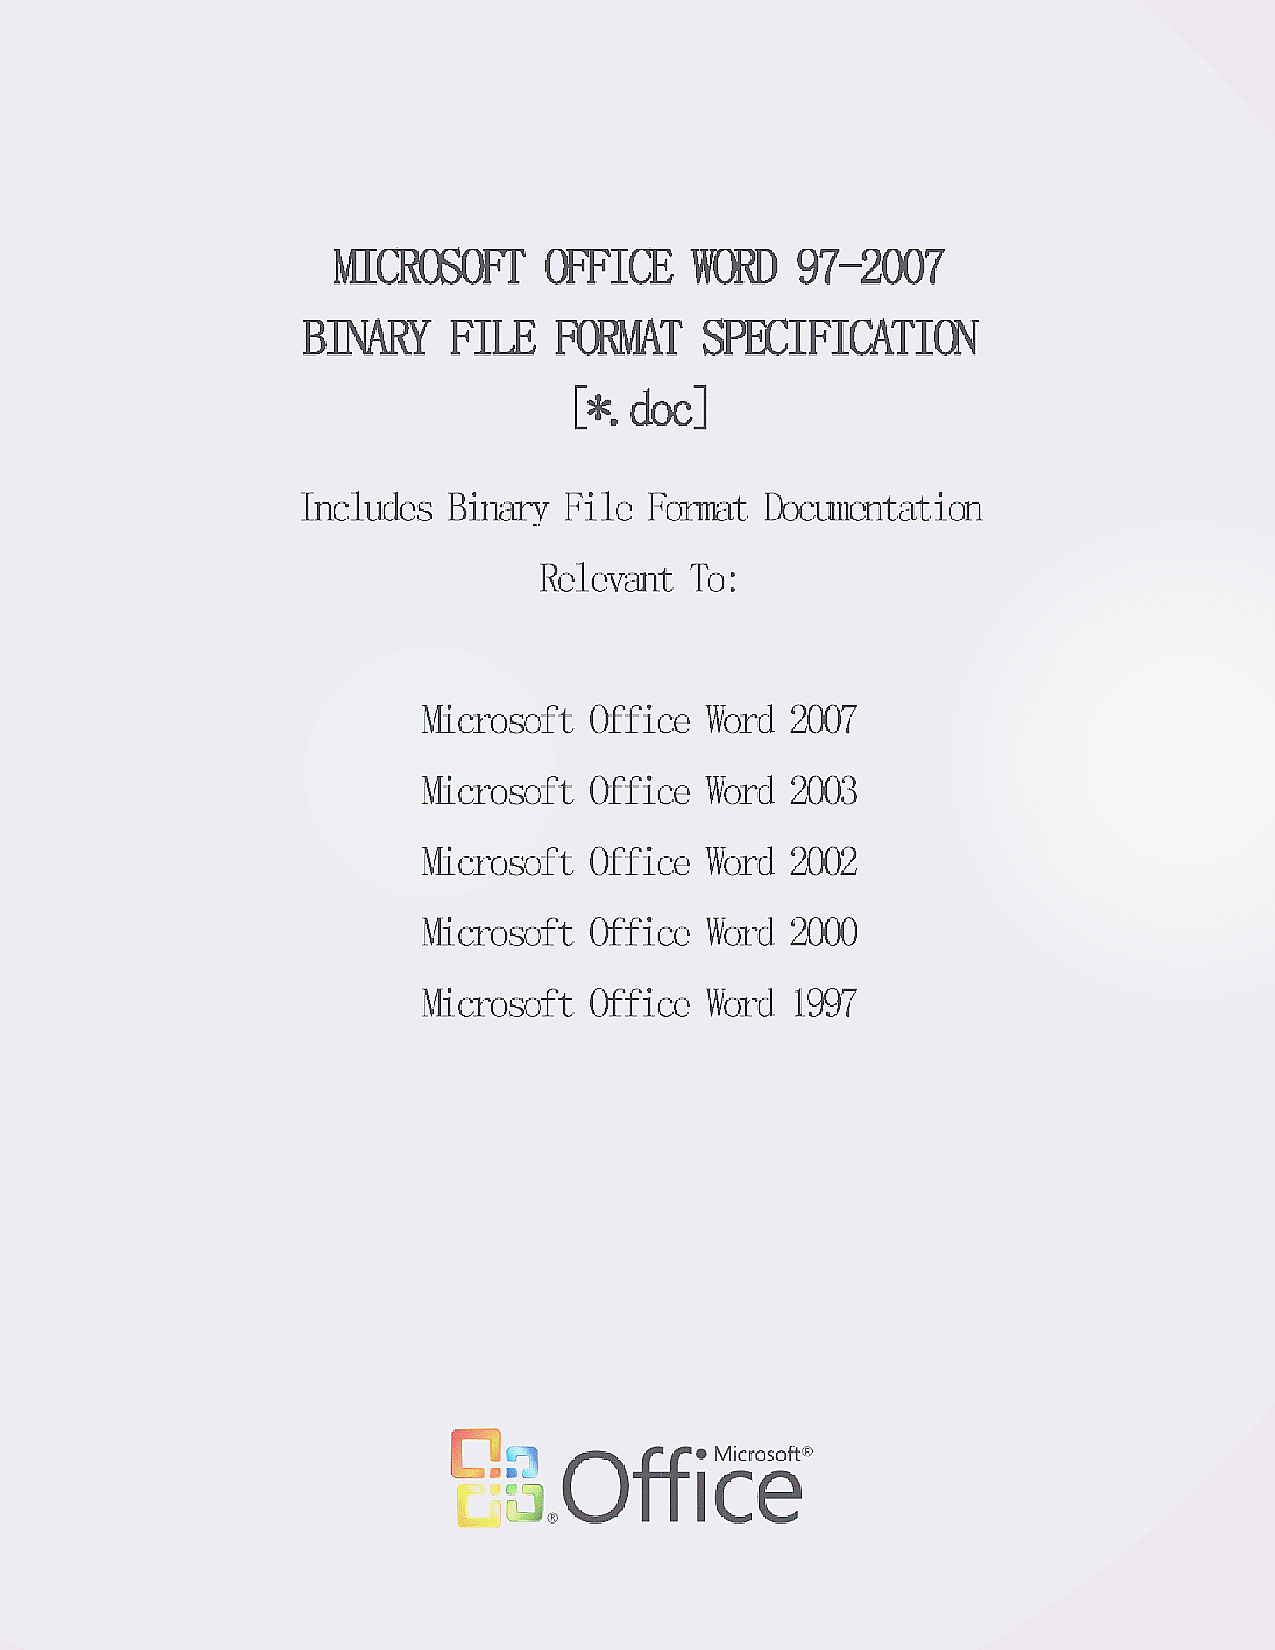 MICROSOFT OFFICE WORD 97-2007
BINARY FILE FORMAT SPECIFICATION
[*.doc]
Includes Binary File Format Documentation
Relevant To:
Microsoft Office Word 2007
Microsoft Office Word 2003
Microsoft Office Word 2002
Microsoft Office Word 2000
Microsoft Office Word 1997
® Microsoft®
Office